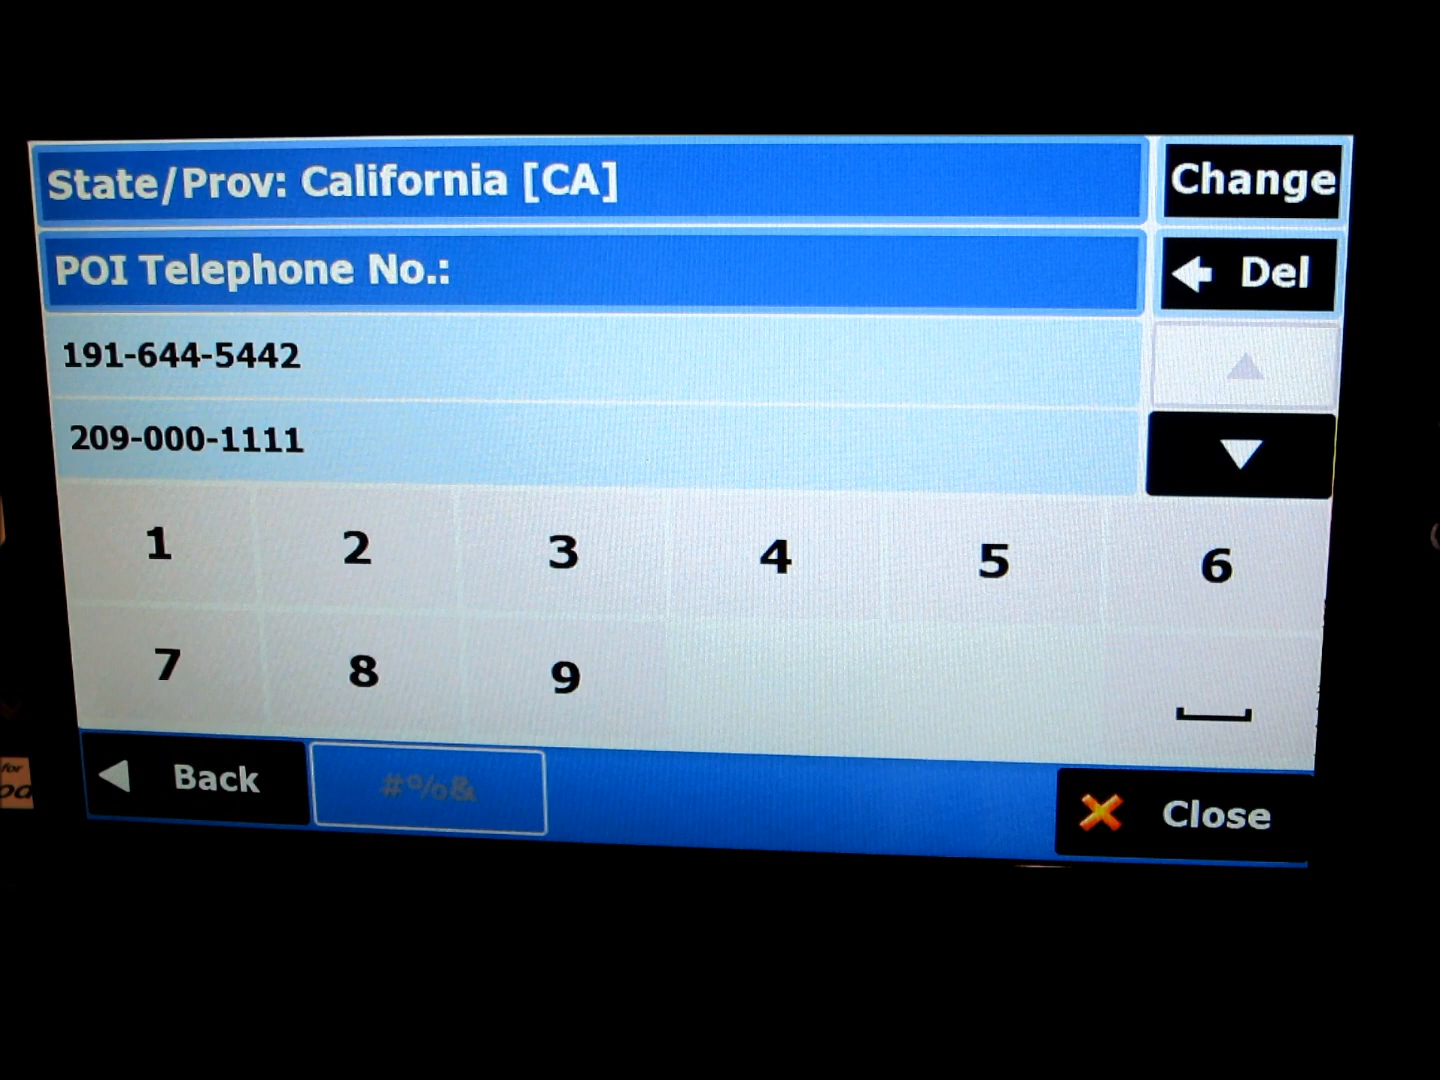 State/Prov: California [CA]
Change
POI Telephone No.:
Del
191-644-5442
209-000-1111
1 2 3 4 5 6
7 8 9
Back
#%&
Close
for